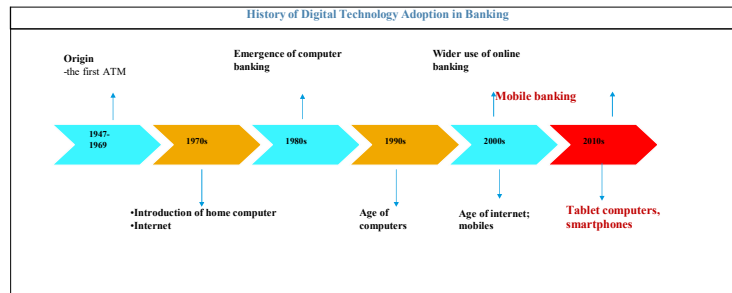 History of Digital Technology Adoption in Banking
Origin
-the first ATM
Emergence of computer
banking
Wider use of online
banking
Mobile banking
1947-
1969
1970s
1980s
1990s
2000s
2010s
•Introduction of home computer
•Internet
Age of
computers
Age of internet;
mobiles
Tablet computers,
smartphones